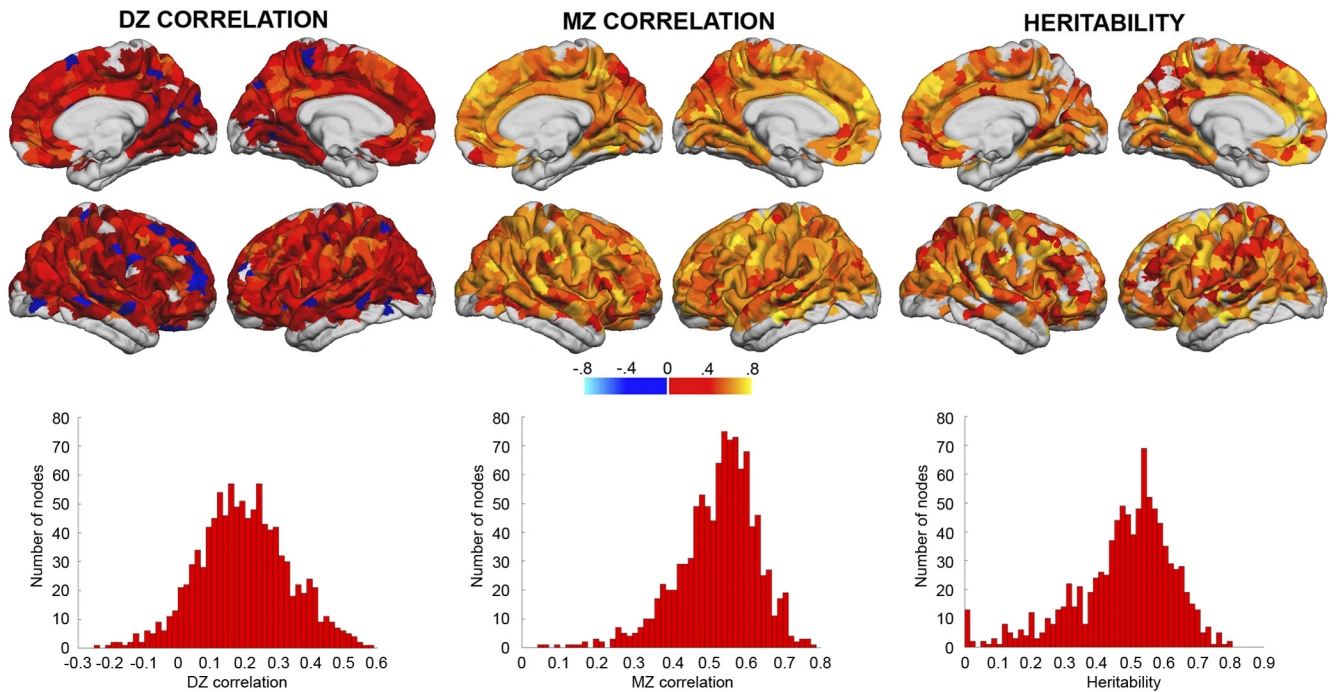 DZ CORRELATION
MZ CORRELATION
HERITABILITY
-.8 -.4 0 .4 .8
80
70
60
50
40
30
20
10
0
Number of nodes
-0.3 -0.2 -0.1 0 0.1 0.2 0.3 0.4 0.5 0.6
DZ correlation
80
70
60
50
40
30
20
10
0
Number of nodes
0 0.1 0.2 0.3 0.4 0.5 0.6 0.7 0.8
MZ correlation
80
70
60
50
40
30
20
10
0
Number of nodes
0 0.1 0.2 0.3 0.4 0.5 0.6 0.7 0.8 0.9
Heritability